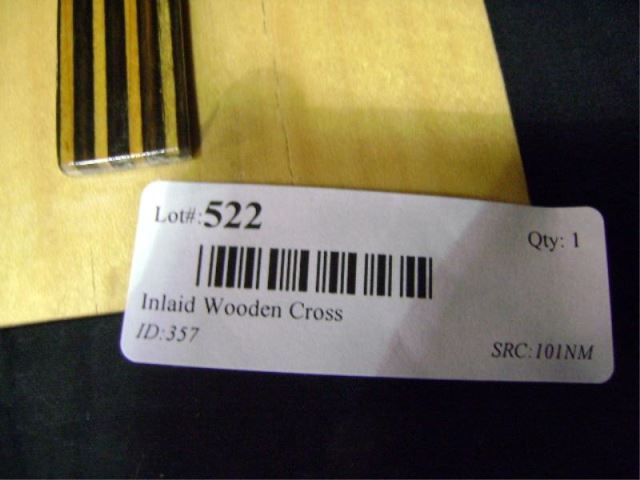 Lot#:522
Qty: 1
Inlaid Wooden Cross
ID:357
SRC:101NM